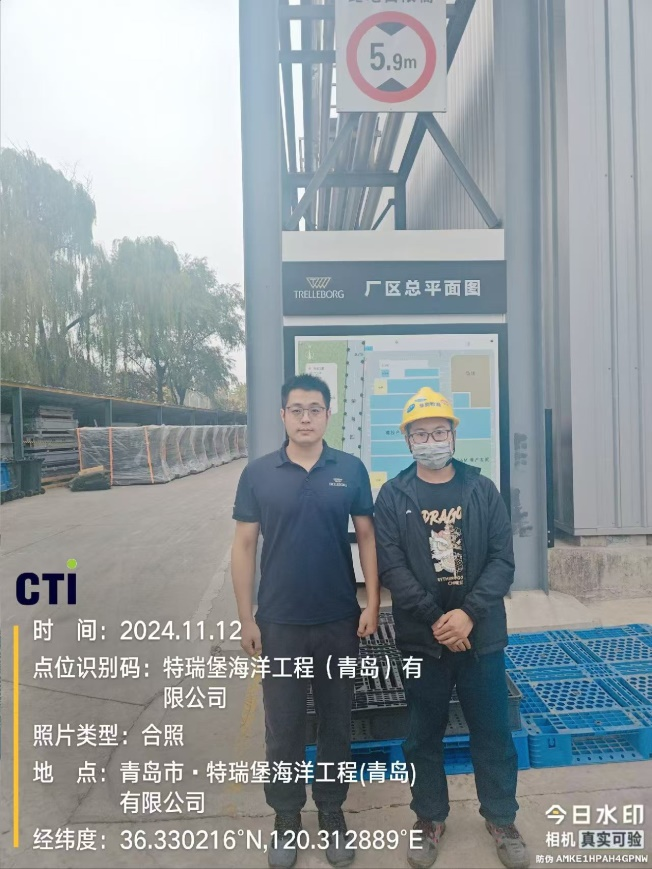 5.9m
TRELLEBORG
厂区总平面图
TRELLEBORG
DRAGO
CTI
时 间：2024.11.12
点位识别码：特瑞堡海洋工程（青岛）有
限公司
照片类型：合照
地 点：青岛市·特瑞堡海洋工程(青岛)
有限公司
经纬度：36.330216°N,120.312889°E
今日水印
相机 真实可验
防伪 AMKE1HPAH4GPNW